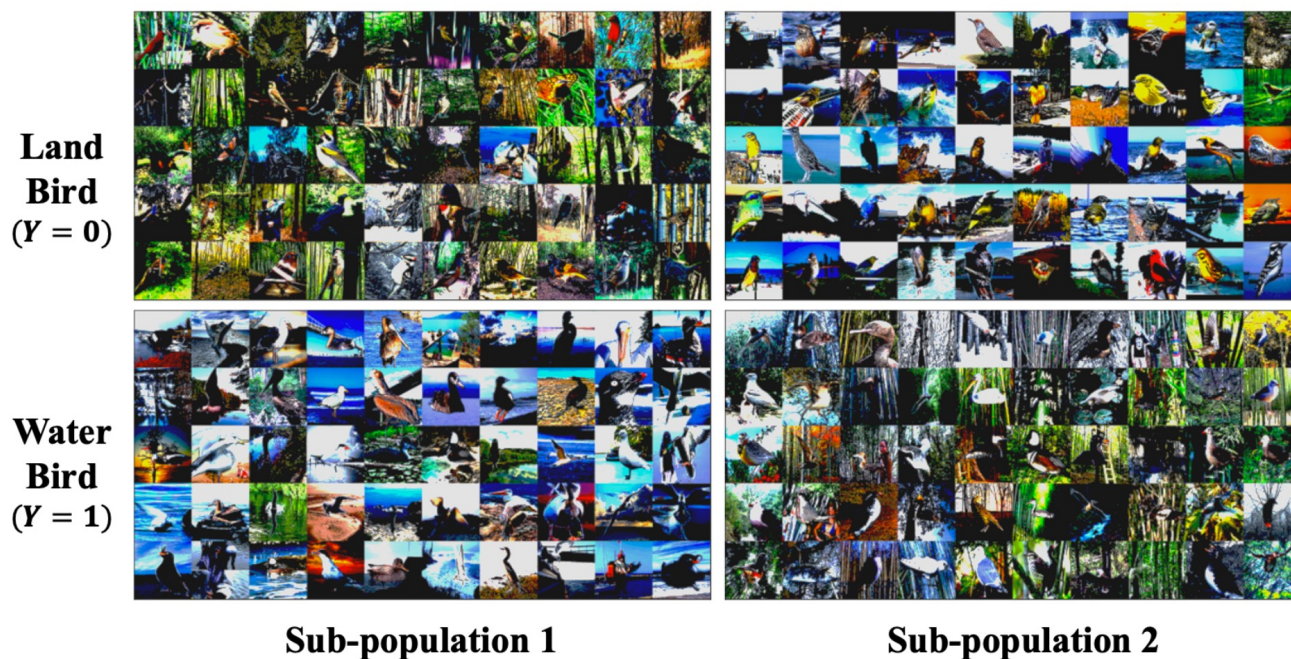 Land
Bird
(Y = 0)
Water
Bird
(Y = 1)
Sub-population 1
Sub-population 2